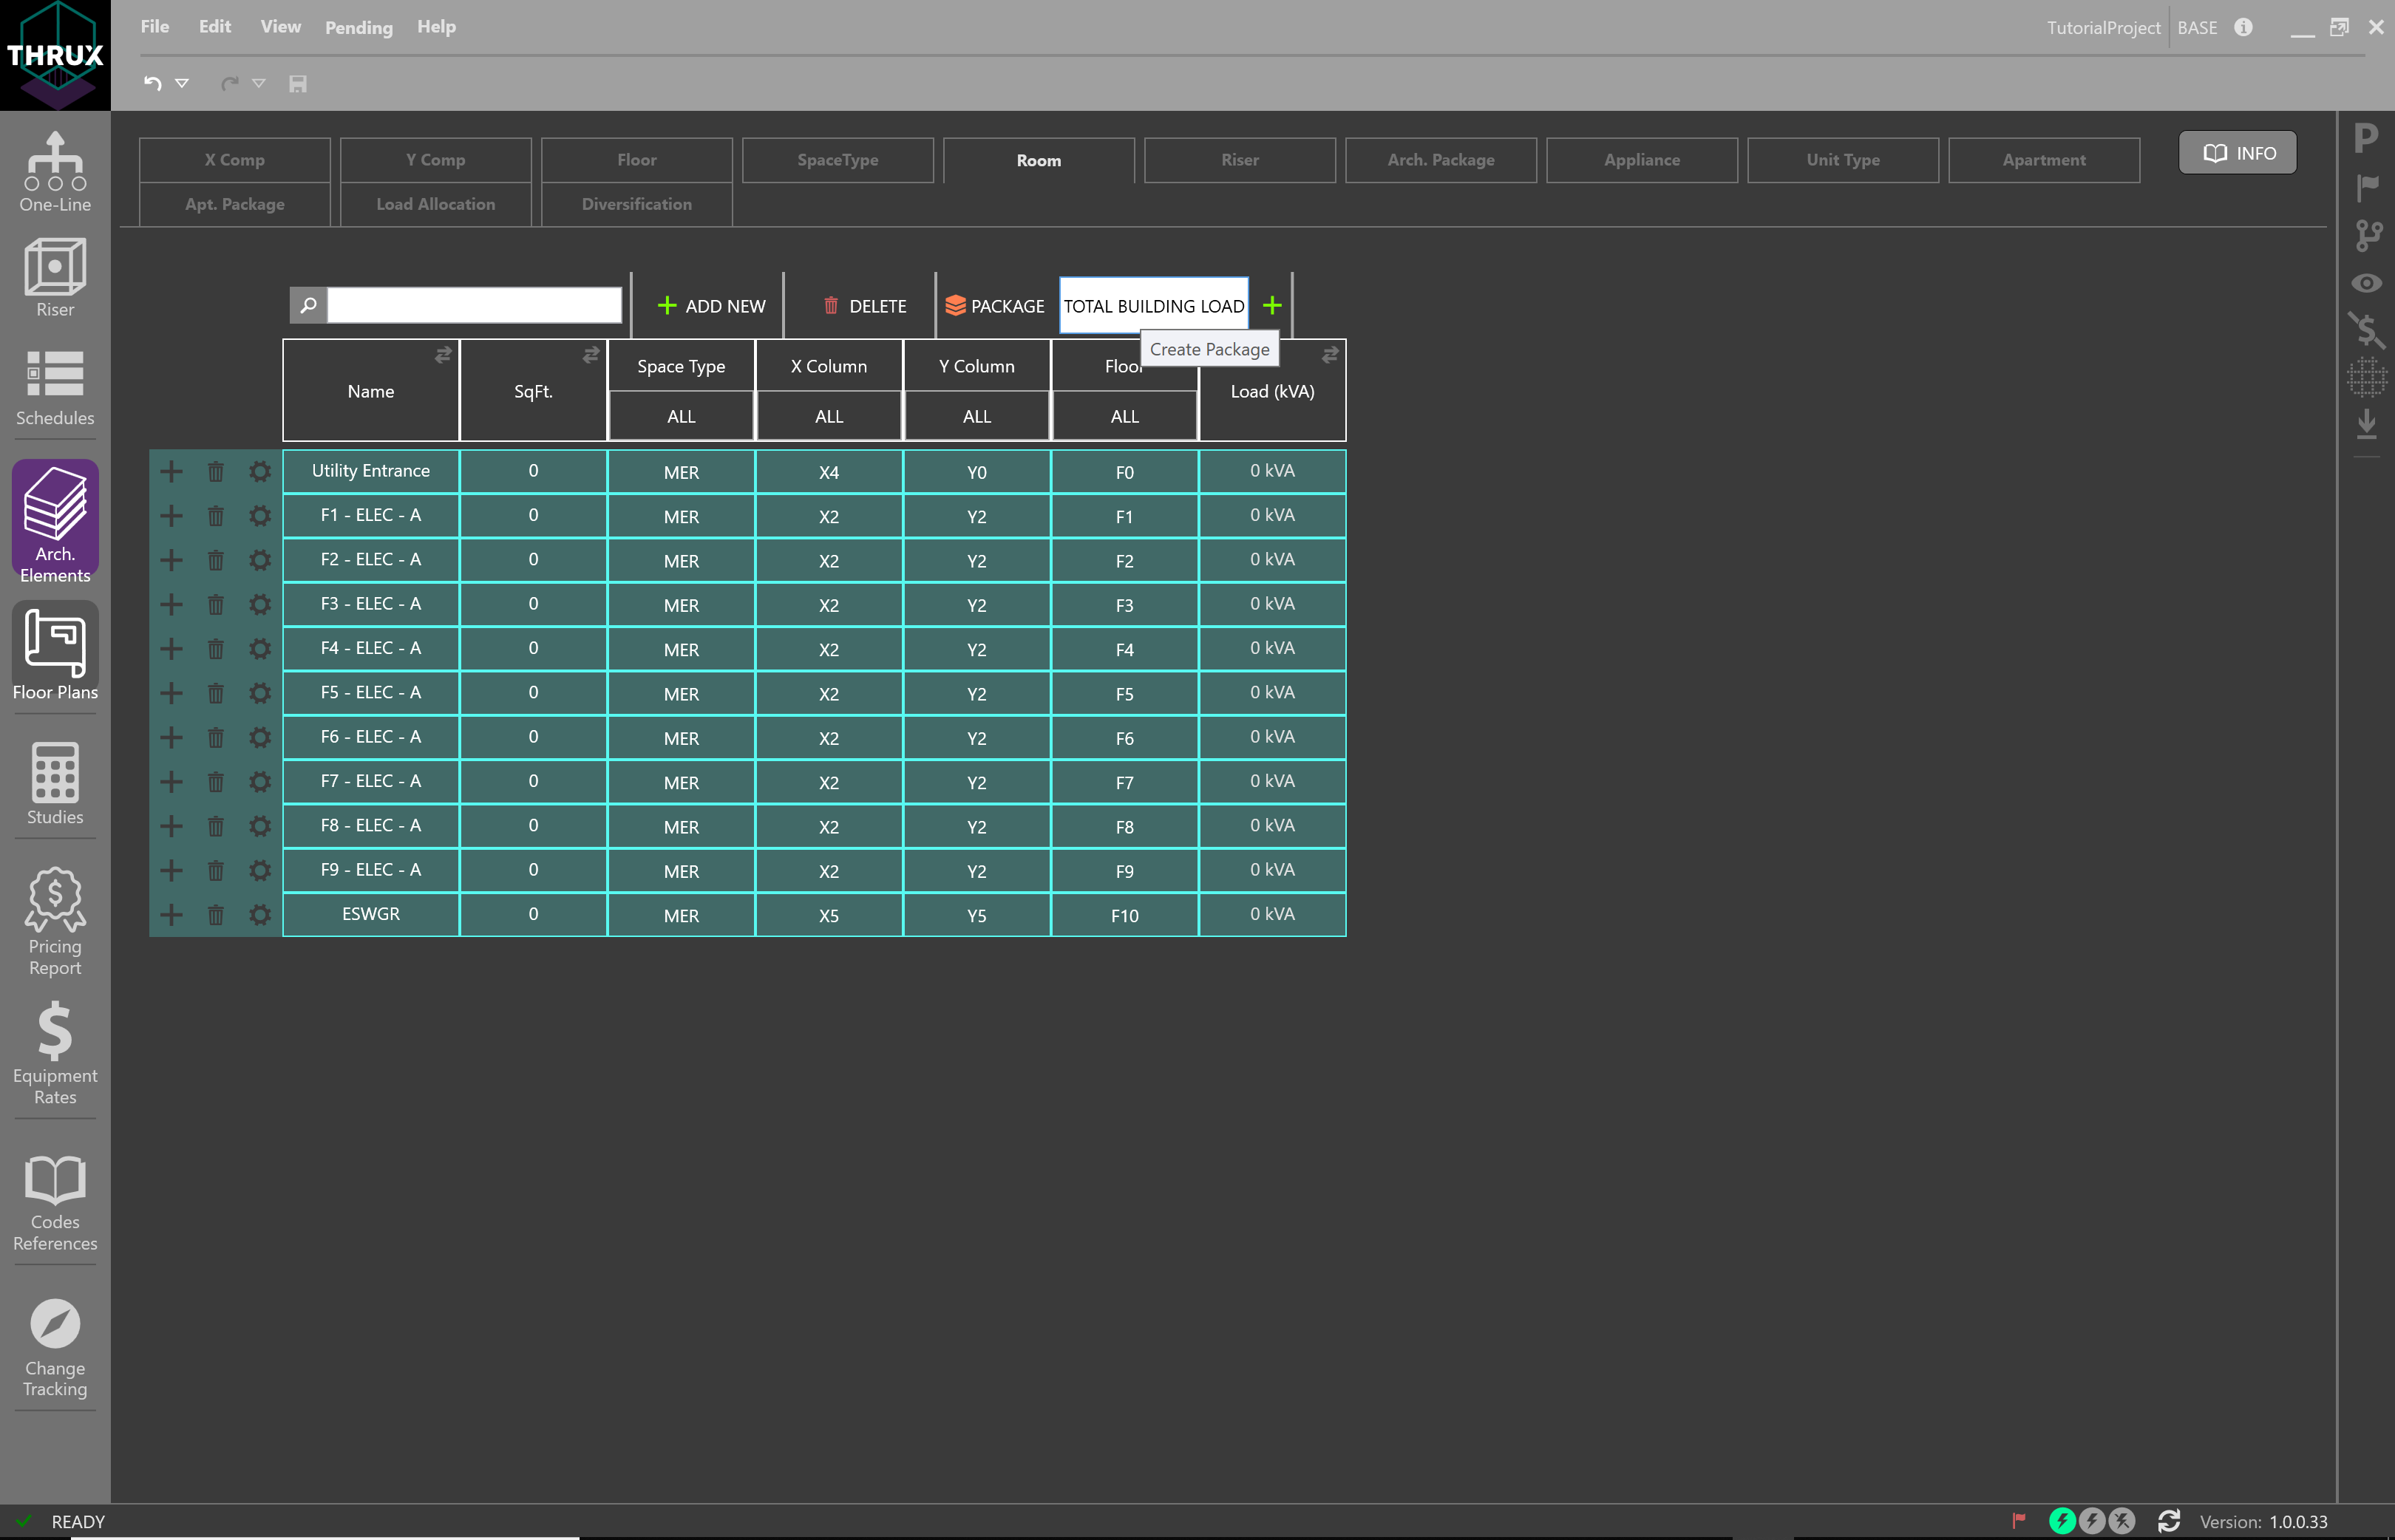 THRUX
File Edit View Pending Help
TutorialProject BASE
X Comp Y Comp Floor SpaceType Room Riser Arch. Package Appliance Unit Type Apartment
INFO
Apt. Package Load Allocation Diversification
One-Line
Riser
Schedules
Arch.
Elements
Floor Plans
Studies
Pricing
Report
Equipment
Rates
Codes
References
Change
Tracking
ADD NEW DELETE PACKAGE TOTAL BUILDING LOAD
Create Package
Name SqFt. Space Type X Column Y Column Floor Load (kVA)
ALL ALL ALL ALL
Utility Entrance 0 MER X4 Y0 F0 0 kVA
F1 - ELEC - A 0 MER X2 Y2 F1 0 kVA
F2 - ELEC - A 0 MER X2 Y2 F2 0 kVA
F3 - ELEC - A 0 MER X2 Y2 F3 0 kVA
F4 - ELEC - A 0 MER X2 Y2 F4 0 kVA
F5 - ELEC - A 0 MER X2 Y2 F5 0 kVA
F6 - ELEC - A 0 MER X2 Y2 F6 0 kVA
F7 - ELEC - A 0 MER X2 Y2 F7 0 kVA
F8 - ELEC - A 0 MER X2 Y2 F8 0 kVA
F9 - ELEC - A 0 MER X2 Y2 F9 0 kVA
ESWGR 0 MER X5 Y5 F10 0 kVA
P
READY
Version: 1.0.0.33